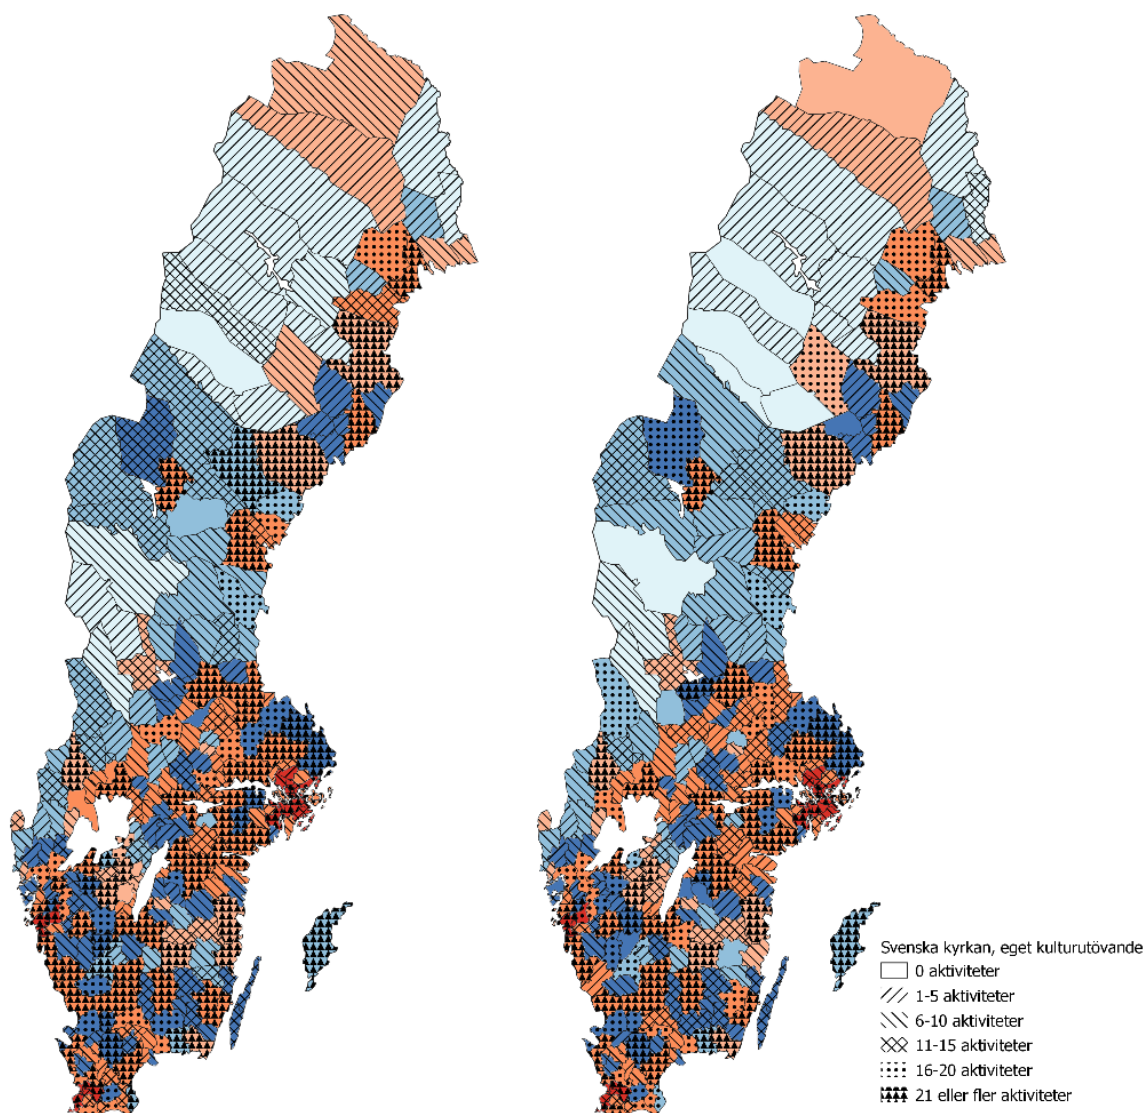 Svenska kyrkan, eget kulturutövande
0 aktiviteter
1-5 aktiviteter
6-10 aktiviteter
11-15 aktiviteter
16-20 aktiviteter
21 eller fler aktiviteter